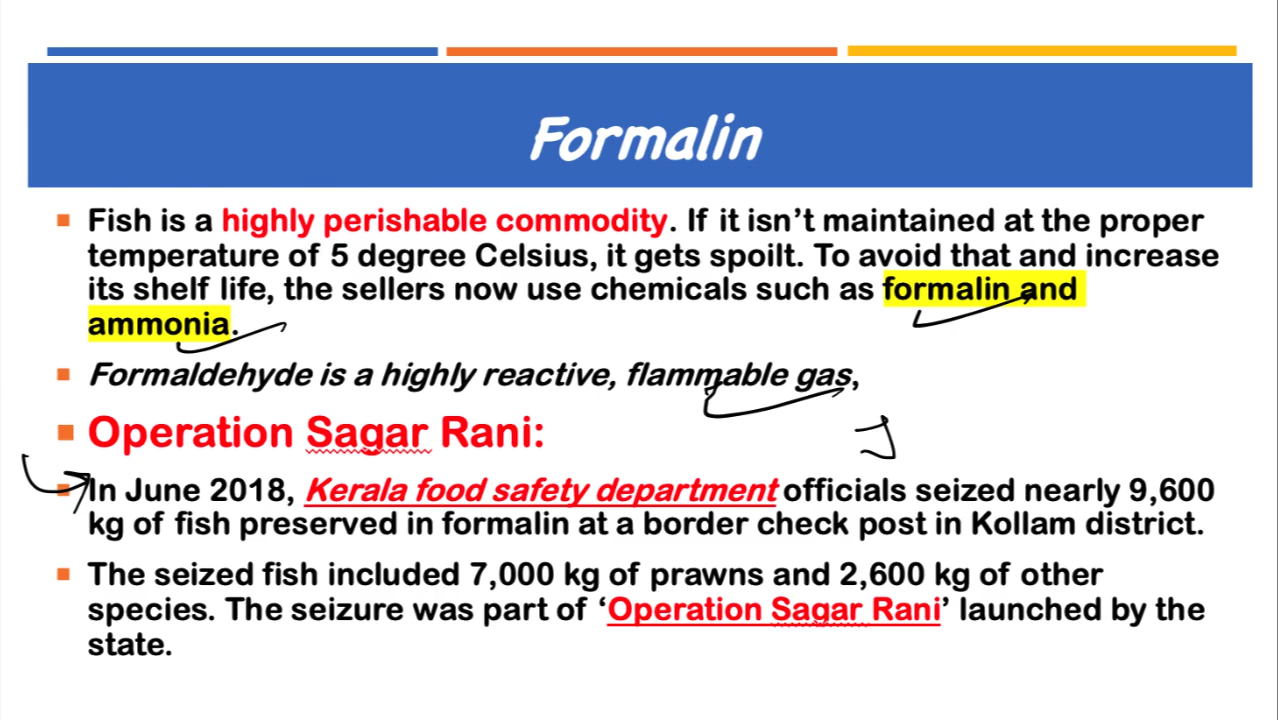 Formalin
Fish is a highly perishable commodity. If it isn’t maintained at the proper
temperature of 5 degree Celsius, it gets spoilt. To avoid that and increase
its shelf life, the sellers now use chemicals such as formalin and
ammonia.
Formaldehyde is a highly reactive, flammable gas,
Operation Sagar Rani:
In June 2018, Kerala food safety department officials seized nearly 9,600
kg of fish preserved in formalin at a border check post in Kollam district.
The seized fish included 7,000 kg of prawns and 2,600 kg of other
species. The seizure was part of ‘Operation Sagar Rani’ launched by the
state.